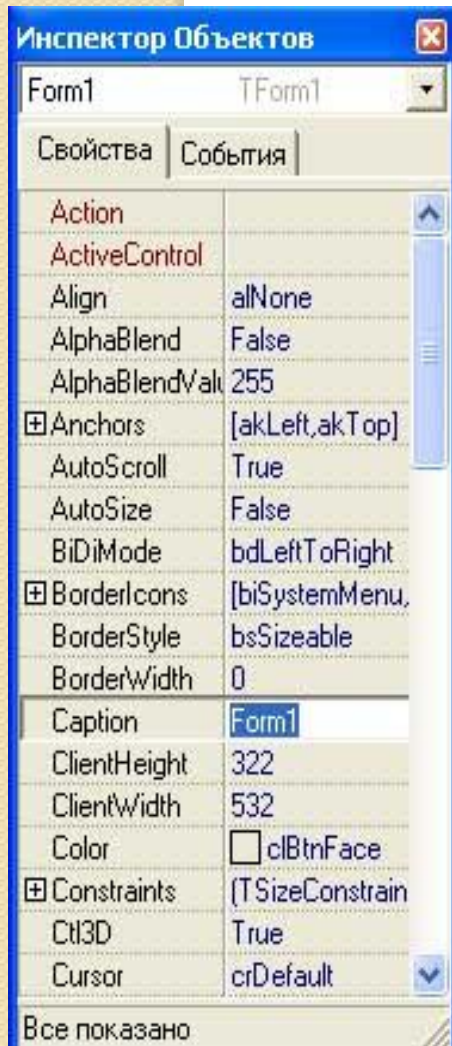 Инспектор Объектов
Form1 TForm1
Свойства События
Action
ActiveControl
Align alNone
AlphaBlend False
AlphaBlendValu 255
Anchors [akLeft,akTop]
AutoScroll True
AutoSize False
BiDiMode bdLeftToRight
BorderIcons [biSystemMenu,
BorderStyle bsSizeable
BorderWidth 0
Caption Form1
ClientHeight 322
ClientWidth 532
Color clBtnFace
Constraints (TSizeConstrain
Ctl3D True
Cursor crDefault
Все показано